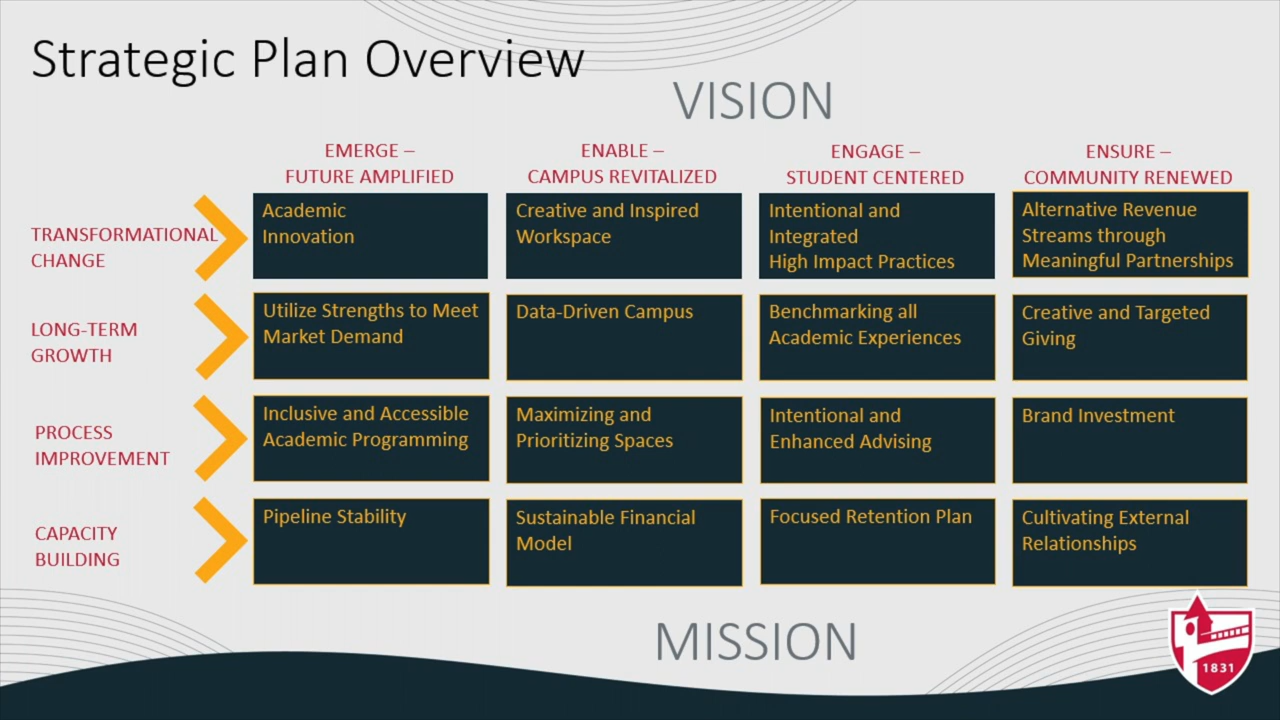 Strategic Plan Overview
VISION
EMERGE –
FUTURE AMPLIFIED
ENABLE –
CAMPUS REVITALIZED
ENGAGE –
STUDENT CENTERED
ENSURE –
COMMUNITY RENEWED
TRANSFORMATIONAL
CHANGE
Academic
Innovation
Creative and Inspired
Workspace
Intentional and
Integrated
High Impact Practices
Alternative Revenue
Streams through
Meaningful Partnerships
LONG-TERM
GROWTH
Utilize Strengths to Meet
Market Demand
Data-Driven Campus
Benchmarking all
Academic Experiences
Creative and Targeted
Giving
PROCESS
IMPROVEMENT
Inclusive and Accessible
Academic Programming
Maximizing and
Prioritizing Spaces
Intentional and
Enhanced Advising
Brand Investment
CAPACITY
BUILDING
Pipeline Stability
Sustainable Financial
Model
Focused Retention Plan
Cultivating External
Relationships
MISSION
1831